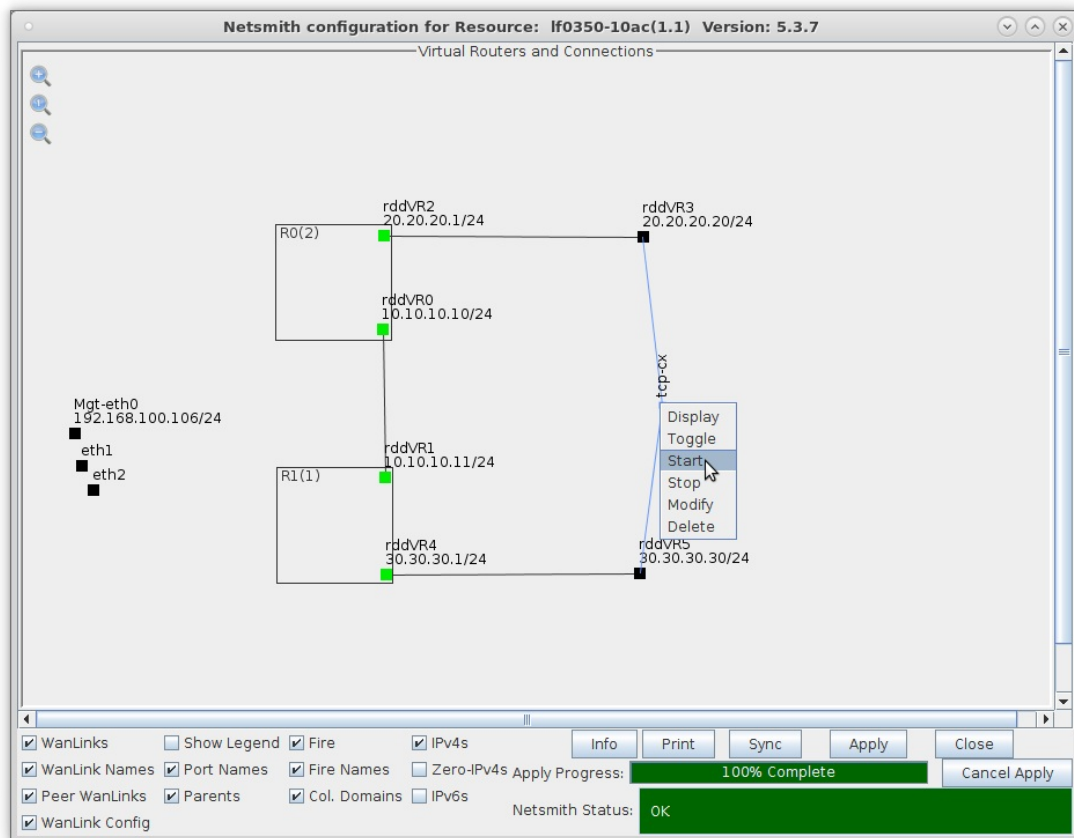 Netsmith configuration for Resource:  lf0350-10ac(1.1)  Version: 5.3.7
Virtual Routers and Connections
rddVR2
20.20.20.1/24
rddVR3
20.20.20.20/24
R0(2)
rddVR0
10.10.10.10/24
tcp-cx
Mgt-eth0
192.168.100.106/24
eth1
eth2
Display
Toggle
Start
Stop
Modify
Delete
rddVR1
10.10.10.11/24
R1(1)
rddVR4
30.30.30.1/24
rddVR5
30.30.30.30/24
WanLinks Show Legend Fire IPv4s Info Print Sync Apply Close
WanLink Names Port Names Fire Names Zero-IPv4s Apply Progress: 100% Complete Cancel Apply
Peer WanLinks Parents Col. Domains IPv6s Netsmith Status: OK
WanLink Config